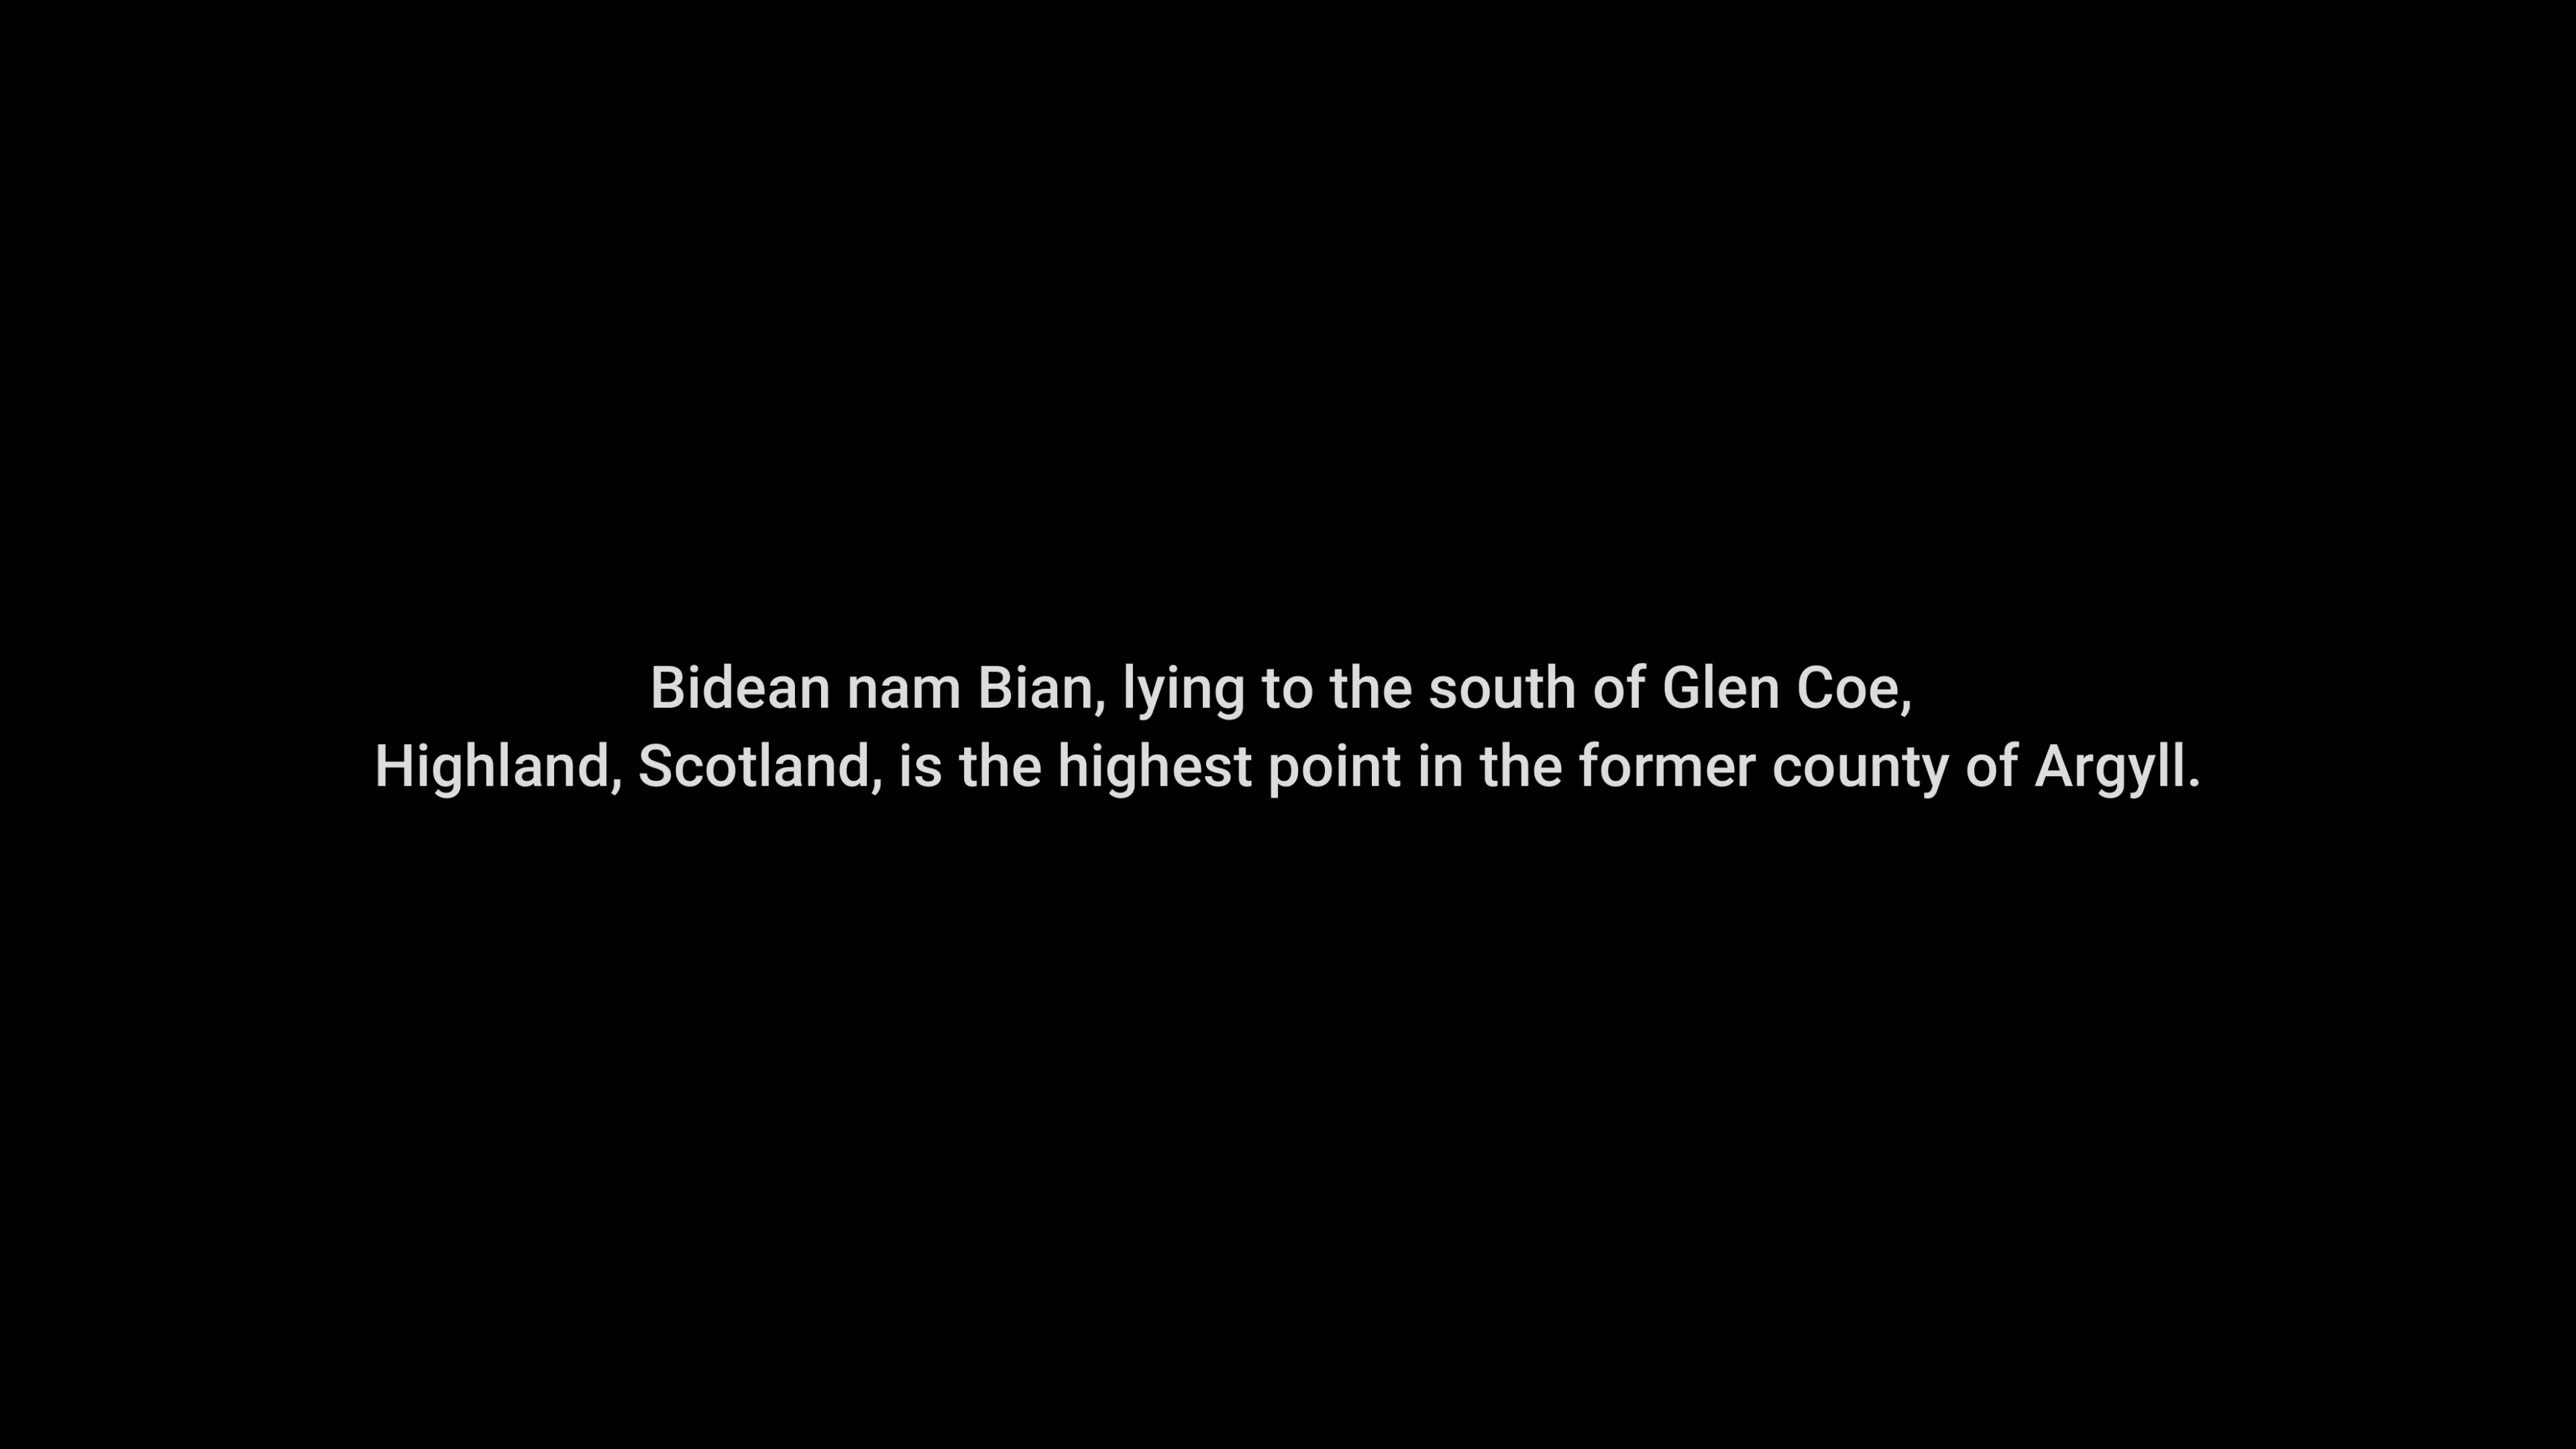 Bidean nam Bian, lying to the south of Glen Coe,
Highland, Scotland, is the highest point in the former county of Argyll.